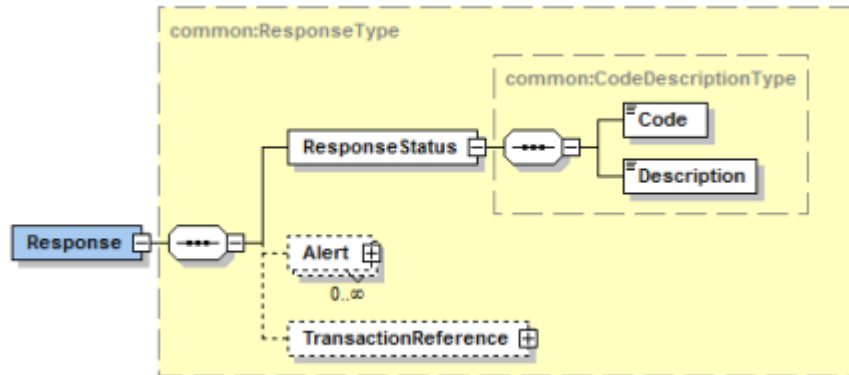 common:ResponseType
common:CodeDescriptionType
Code
ResponseStatus
Description
Response
Alert
0..∞
TransactionReference